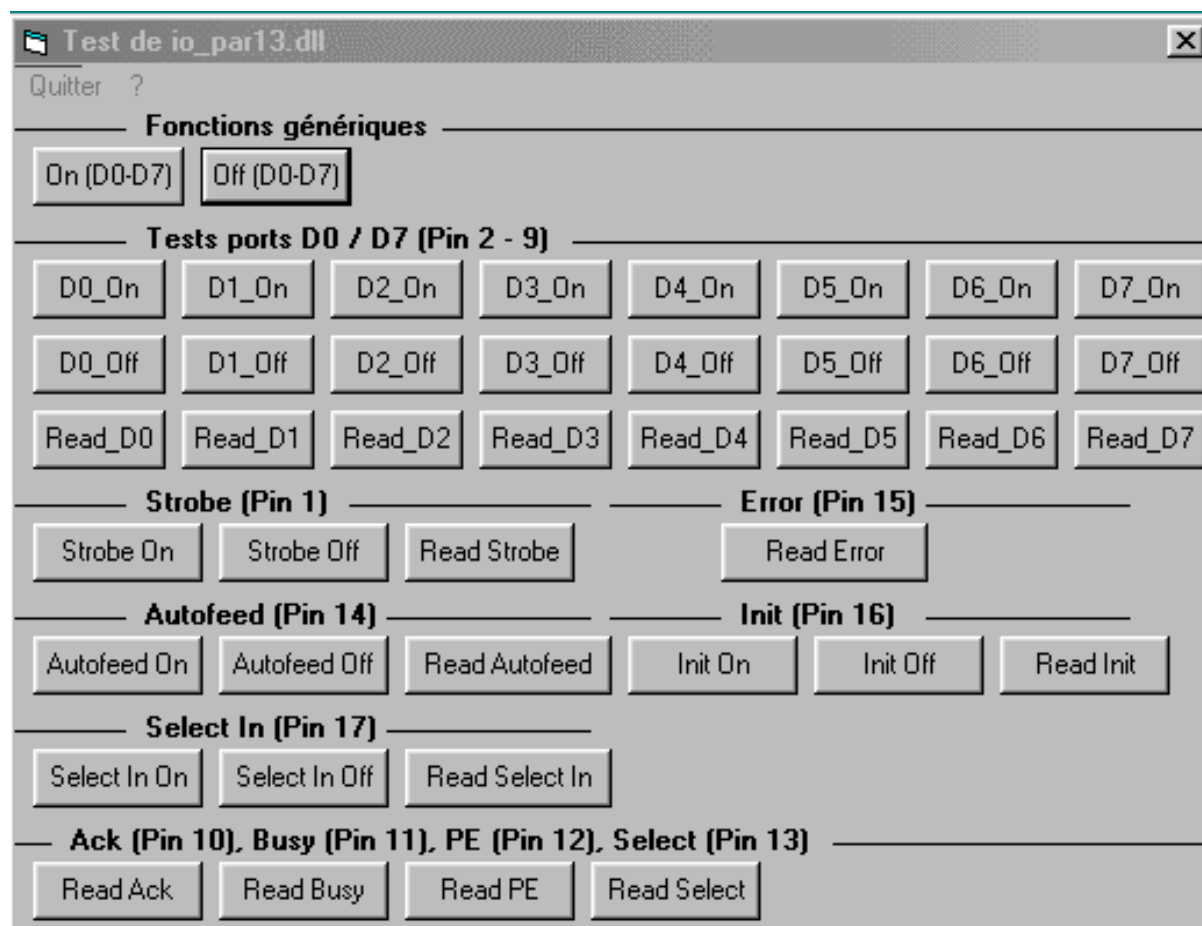 Test de io_par13.dll
Quitter ?
Fonctions génériques
On (D0-D7) Off (D0-D7)
Tests ports D0 / D7 (Pin 2 - 9)
D0_On D1_On D2_On D3_On D4_On D5_On D6_On D7_On
D0_Off D1_Off D2_Off D3_Off D4_Off D5_Off D6_Off D7_Off
Read_D0 Read_D1 Read_D2 Read_D3 Read_D4 Read_D5 Read_D6 Read_D7
Strobe (Pin 1) Error (Pin 15)
Strobe On Strobe Off Read Strobe Read Error
Autofeed (Pin 14) Init (Pin 16)
Autofeed On Autofeed Off Read Autofeed Init On Init Off Read Init
Select In (Pin 17)
Select In On Select In Off Read Select In
Ack (Pin 10), Busy (Pin 11), PE (Pin 12), Select (Pin 13)
Read Ack Read Busy Read PE Read Select